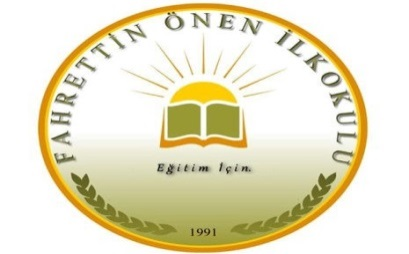 FAHRETTİN ÖNEN İLKOKULU
Eğitim İçin.
1991